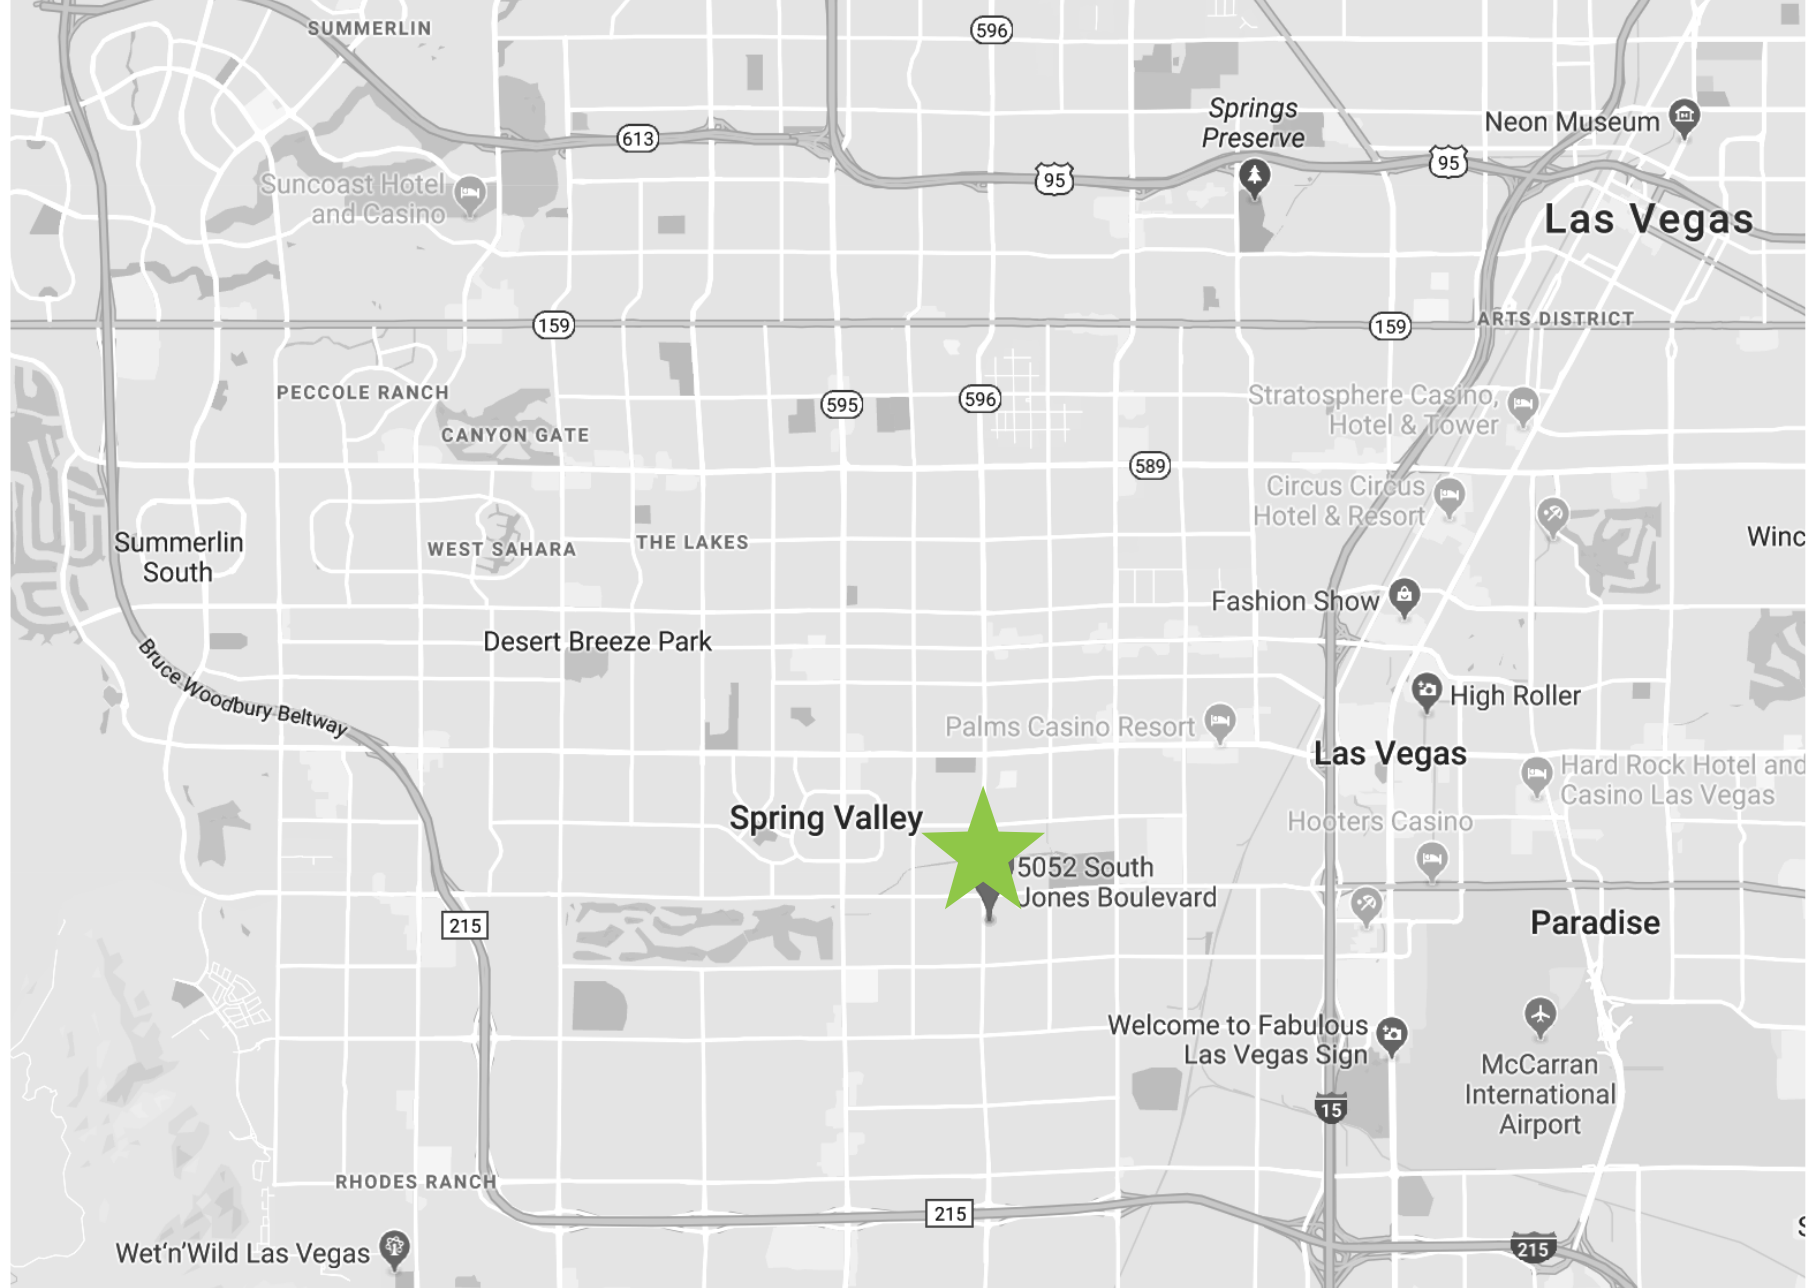 SUMMERLIN
596
613
95
Springs
Preserve
95
Neon Museum
Las Vegas
Suncoast Hotel
and Casino
159
159
ARTS DISTRICT
PECCOLE RANCH
595
596
Stratosphere Casino,
Hotel & Tower
CANYON GATE
589
Circus Circus
Hotel & Resort
Summerlin
South
WEST SAHARA
THE LAKES
Winc
Fashion Show
Desert Breeze Park
Bruce Woodbury Beltway
High Roller
Palms Casino Resort
Las Vegas
Hard Rock Hotel and
Casino Las Vegas
Spring Valley
Hooters Casino
5052 South
Jones Boulevard
215
Paradise
Welcome to Fabulous
Las Vegas Sign
McCarran
International
Airport
15
RHODES RANCH
215
215
Wet'n'Wild Las Vegas
S